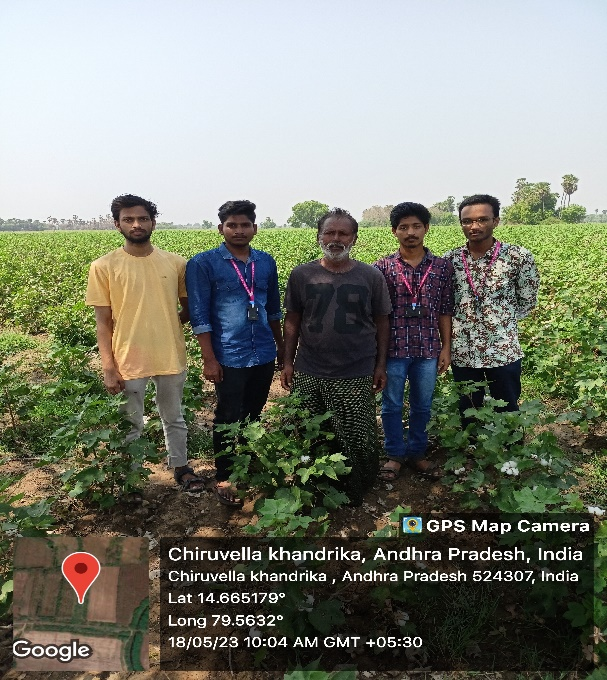 78
GPS Map Camera
Chiruvella khandrika, Andhra Pradesh, India
Chiruvella khandrika , Andhra Pradesh 524307, India
Lat 14.665179°
Long 79.5632°
18/05/23 10:04 AM GMT +05:30
Google